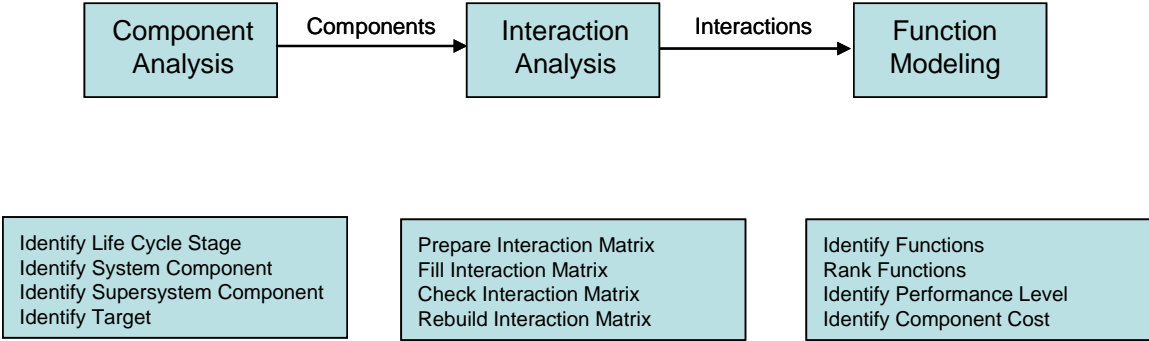 Component
Analysis
Components
Interaction
Analysis
Interactions
Function
Modeling
Identify Life Cycle Stage
Identify System Component
Identify Supersystem Component
Identify Target
Prepare Interaction Matrix
Fill Interaction Matrix
Check Interaction Matrix
Rebuild Interaction Matrix
Identify Functions
Rank Functions
Identify Performance Level
Identify Component Cost